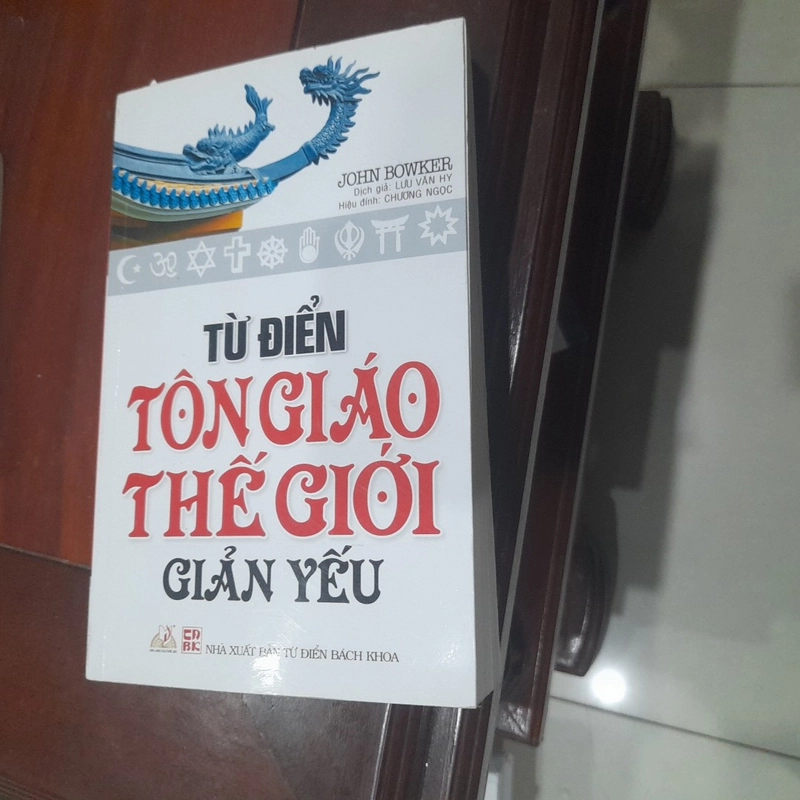 JOHN BOWKER
Dịch giả: LƯU VĂN HY
Hiệu đính: CHƯƠNG NGỌC
TỪ ĐIỂN
TÔN GIÁO
THẾ GIỚI
GIẢN YẾU
NHÀ XUẤT BẢN TỪ ĐIỂN BÁCH KHOA